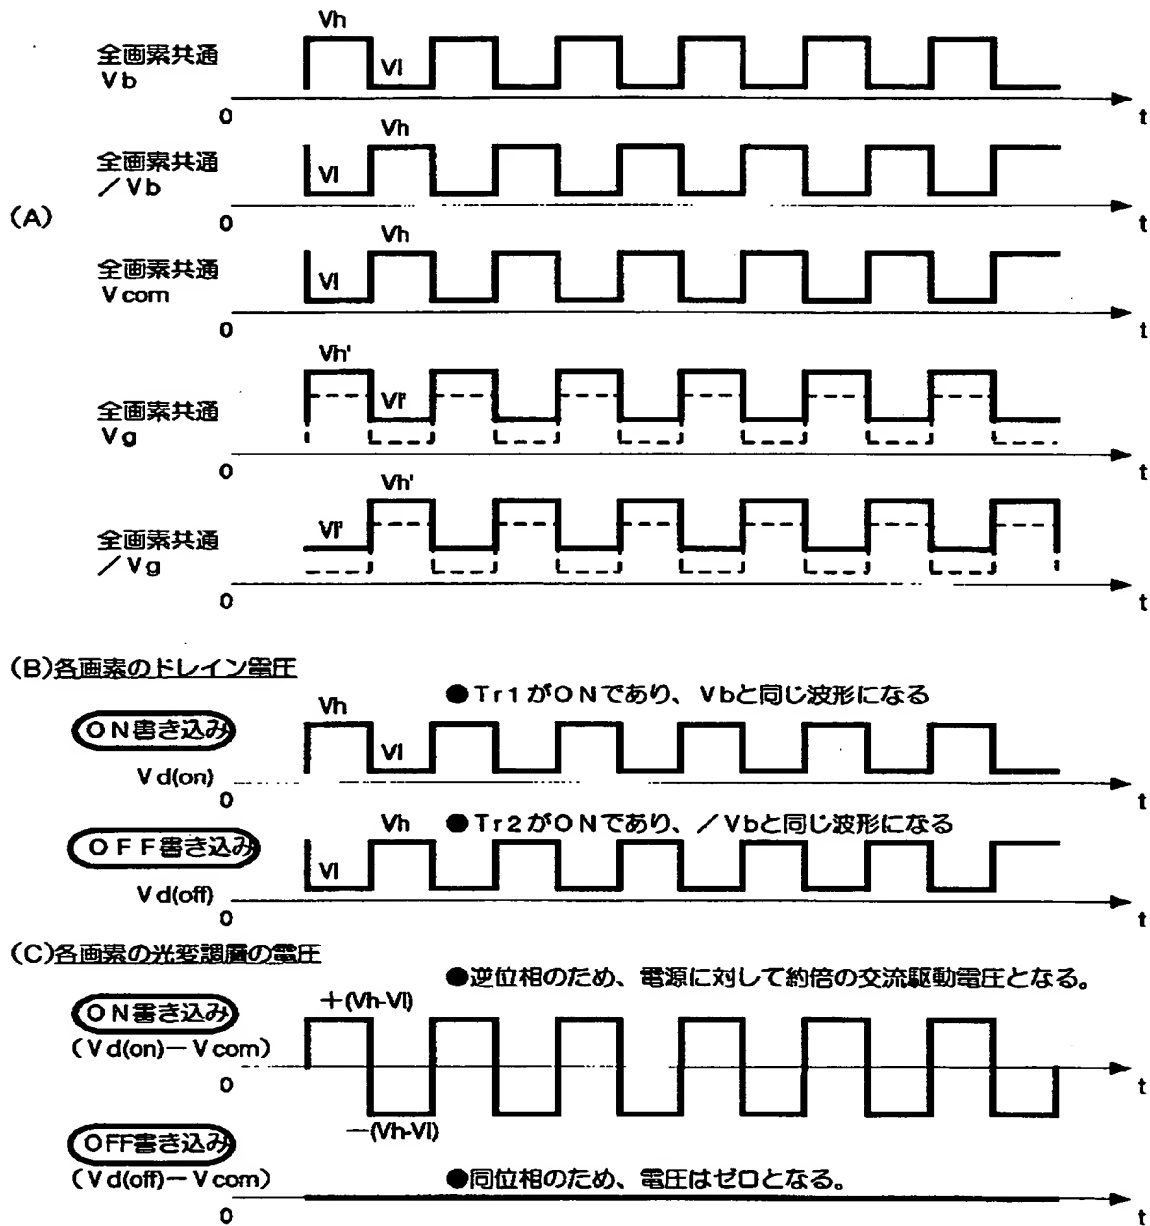 Vh
全画素共通
Vb
Vl
0
t
Vh
全画素共通
/Vb
Vl
(A)
0
t
Vh
全画素共通
Vcom
Vl
0
t
Vh'
全画素共通
Vg
Vl'
0
t
Vh'
全画素共通
/Vg
Vl'
0
t
(B)各画素のドレイン電圧
●Tr1がONであり、Vbと同じ波形になる
Vh
ON書き込み
Vl
Vd(on)
0
t
●Tr2がONであり、/Vbと同じ波形になる
Vh
OFF書き込み
Vl
Vd(off)
0
t
(C)各画素の光変調層の電圧
●逆位相のため、電源に対して約倍の交流駆動電圧となる。
+(Vh-Vl)
ON書き込み
(Vd(on)-Vcom)
0
t
-(Vh-Vl)
OFF書き込み
(Vd(off)-Vcom)
●同位相のため、電圧はゼロとなる。
0
t